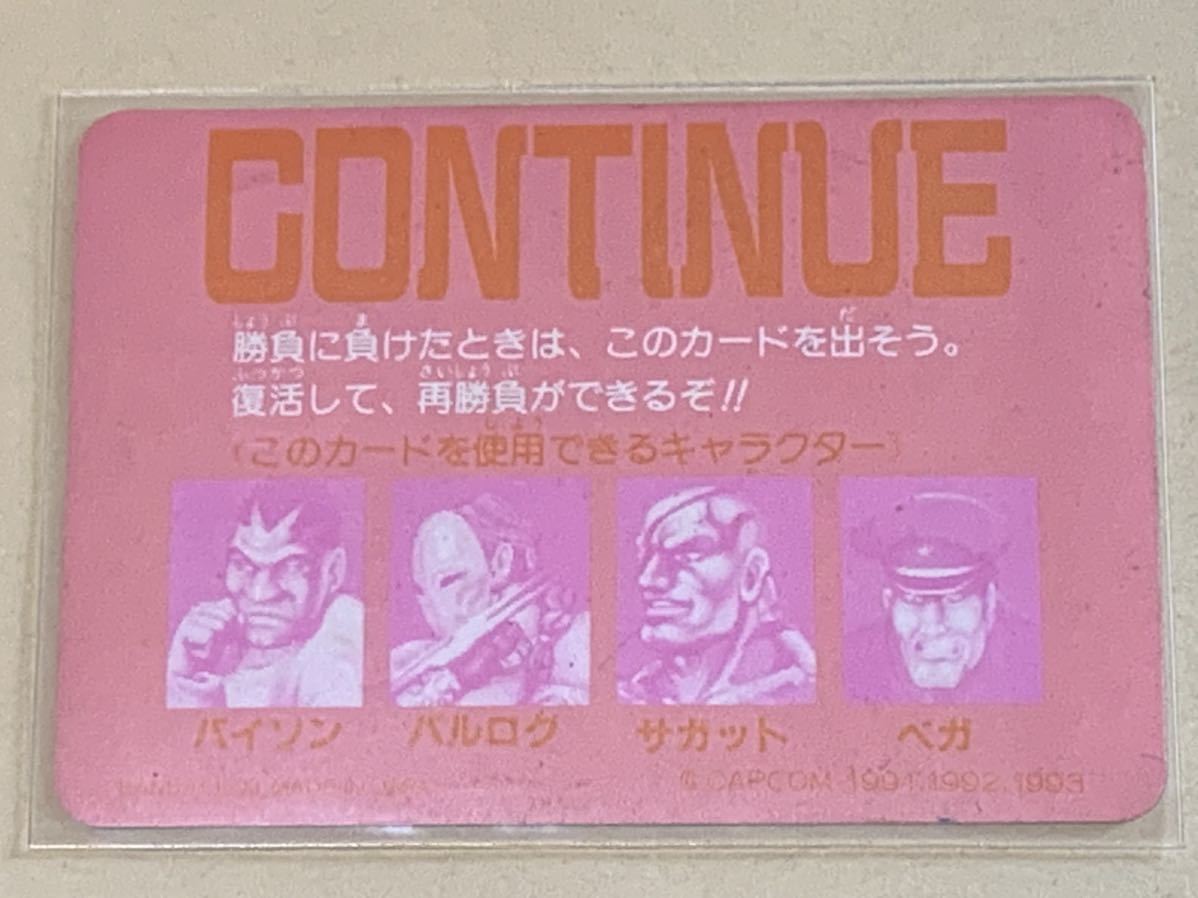 CONTINUE
勝負に負けたときは、このカードを出そう。
復活して、再勝負ができるぞ!!
(このカードを使用できるキャラクター)
バイソン バルログ サガット ベガ
© CAPCOM 1991.1992.1993